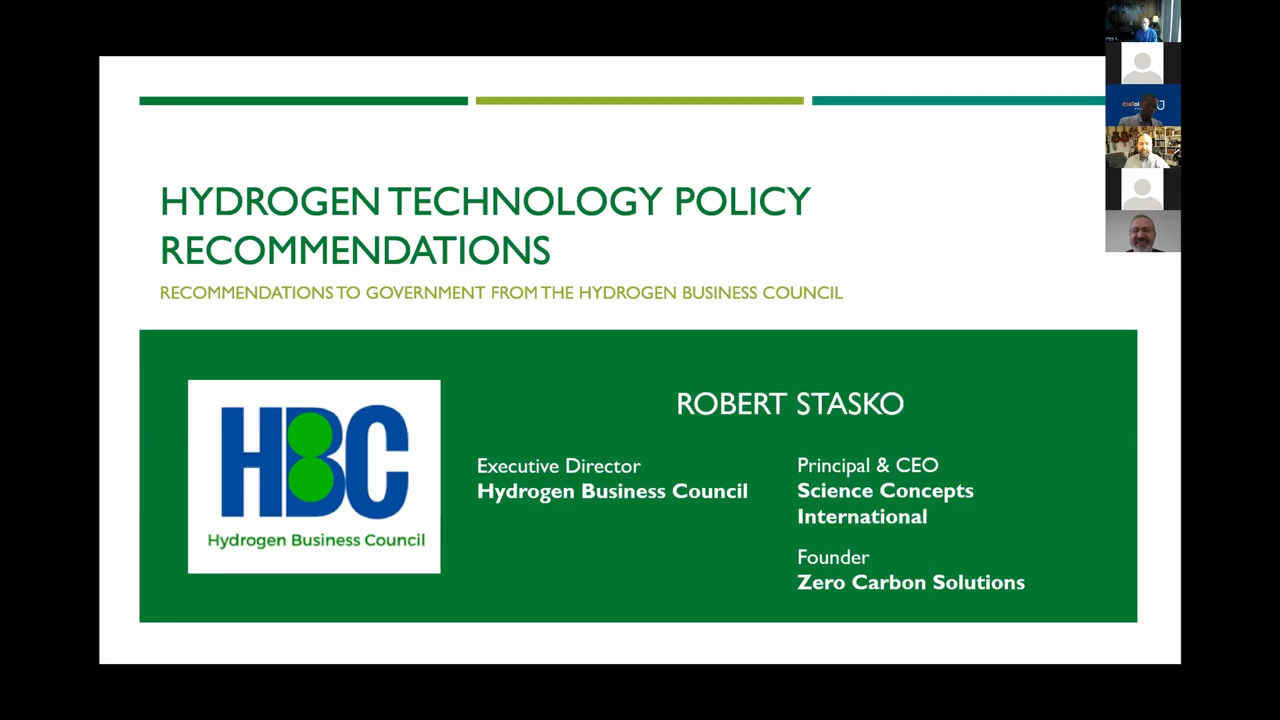 HYDROGEN TECHNOLOGY POLICY
RECOMMENDATIONS
RECOMMENDATIONS TO GOVERNMENT FROM THE HYDROGEN BUSINESS COUNCIL
HBC
Hydrogen Business Council
ROBERT STASKO
Executive Director
Hydrogen Business Council
Principal & CEO
Science Concepts
International
Founder
Zero Carbon Solutions